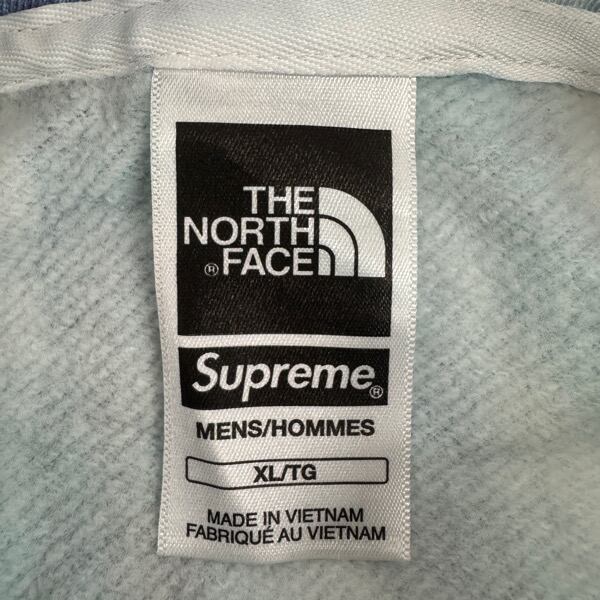 THE
NORTH
® FACE
Supreme®
MENS/HOMMES
XL/TG
MADE IN VIETNAM
FABRIQUÉ AU VIETNAM